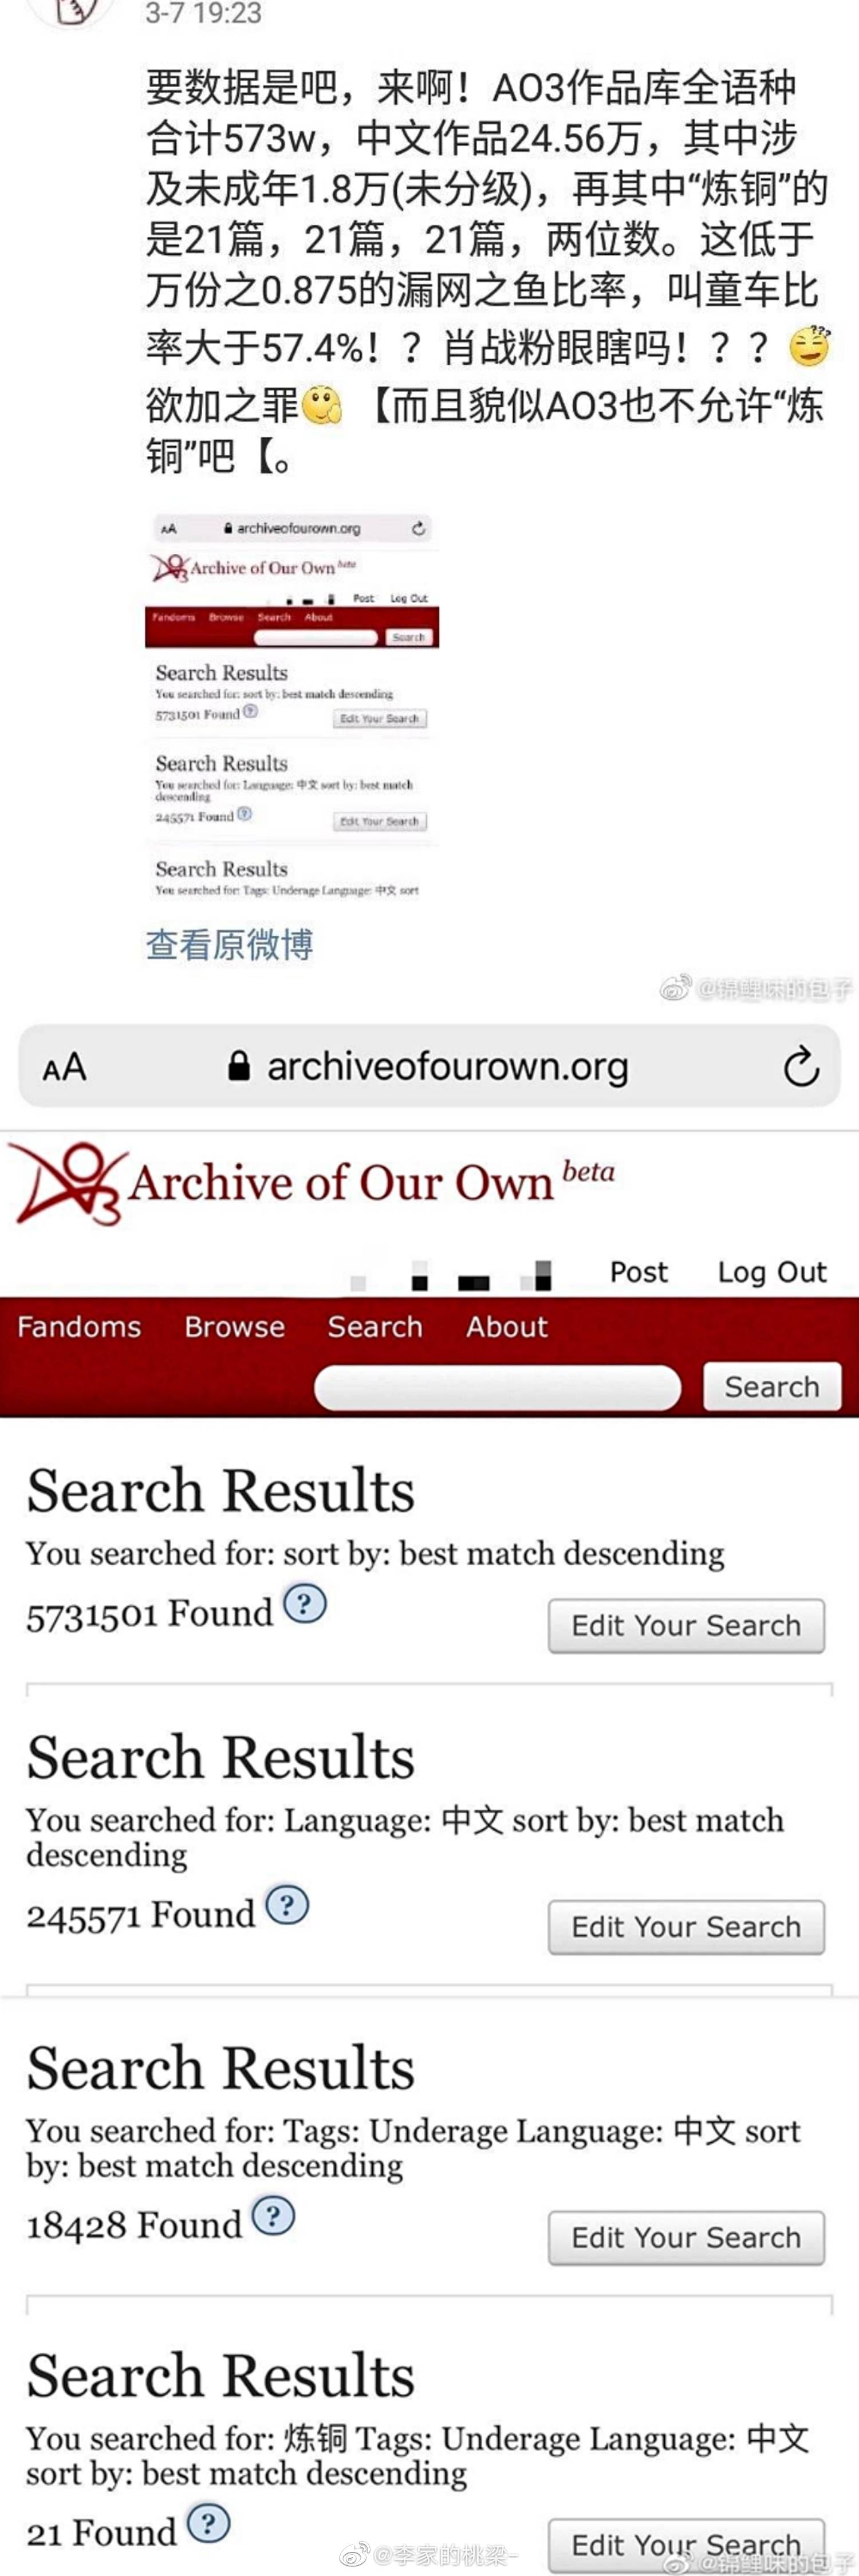 3-7 19:23
要数据是吧，来啊！AO3作品库全语种
合计573w，中文作品24.56万，其中涉
及未成年1.8万(未分级)，再其中“炼铜”的
是21篇，21篇，21篇，两位数。这低于
万份之0.875的漏网之鱼比率，叫童车比
率大于57.4%！？肖战粉眼瞎吗！？？
欲加之罪 【而且貌似AO3也不允许“炼
铜”吧【。
AA archiveofourown.org
Archive of Our Own beta
Post Log Out
Fandoms Browse Search About
Search
Search Results
You searched for: sort by: best match descending
5731501 Found ?
Edit Your Search
Search Results
You searched for: Language: 中文 sort by: best match
descending
245571 Found ?
Edit Your Search
Search Results
You searched for: Tags: Underage Language: 中文 sort
查看原微博
@锦鲤味的包子
AA archiveofourown.org
Archive of Our Own beta
Post Log Out
Fandoms Browse Search About
Search
Search Results
You searched for: sort by: best match descending
5731501 Found ?
Edit Your Search
Search Results
You searched for: Language: 中文 sort by: best match
descending
245571 Found ?
Edit Your Search
Search Results
You searched for: Tags: Underage Language: 中文 sort
by: best match descending
18428 Found ?
Edit Your Search
Search Results
You searched for: 炼铜 Tags: Underage Language: 中文
sort by: best match descending
21 Found ?
Edit Your Search
@李家的桃梁-
@锦鲤味的包子